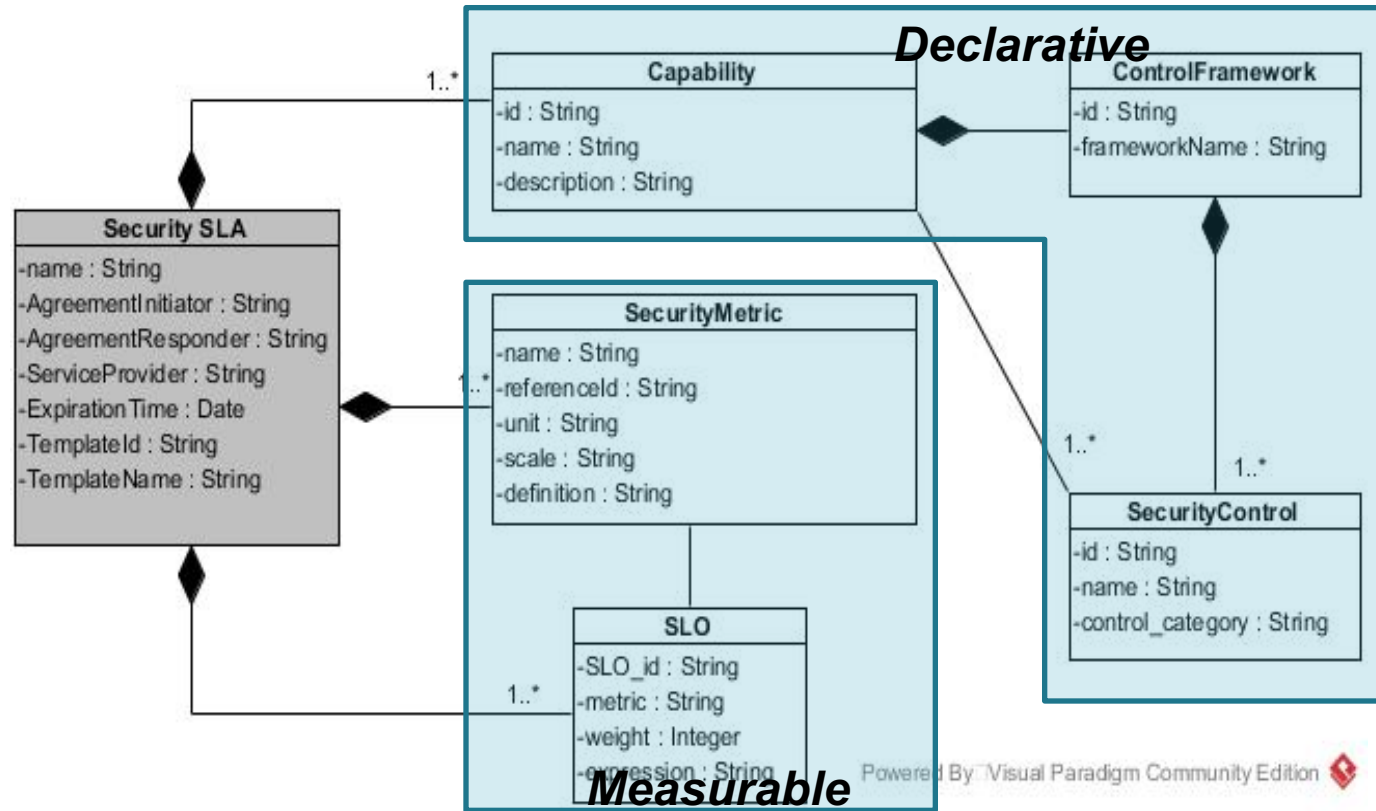 Declarative
1..*
Capability
-id : String
-name : String
-description : String
ControlFramework
-id : String
-frameworkName : String
Security SLA
-name : String
-AgreementInitiator : String
-AgreementResponder : String
-ServiceProvider : String
-ExpirationTime : Date
-TemplateId : String
-TemplateName : String
1..*
SecurityMetric
-name : String
-referenceId : String
-unit : String
-scale : String
-definition : String
1..*
1..*
SecurityControl
-id : String
-name : String
-control_category : String
1..*
SLO
-SLO_id : String
-metric : String
-weight : Integer
-expression : String
Measurable
Powered By Visual Paradigm Community Edition